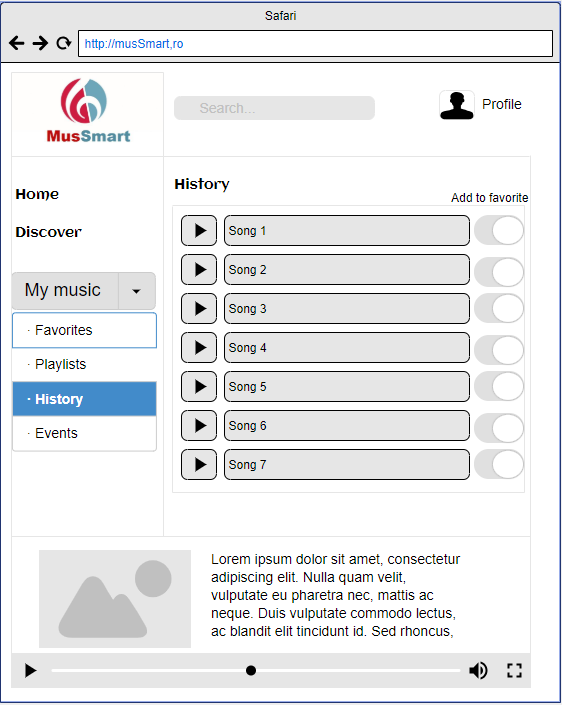 Safari
http://musSmart,ro
MusSmart
Search...
Profile
Home
Discover
My music
· Favorites
· Playlists
· History
· Events
History
Add to favorite
Song 1
Song 2
Song 3
Song 4
Song 5
Song 6
Song 7
Lorem ipsum dolor sit amet, consectetur
adipiscing elit. Nulla quam velit,
vulputate eu pharetra nec, mattis ac
neque. Duis vulputate commodo lectus,
ac blandit elit tincidunt id. Sed rhoncus,